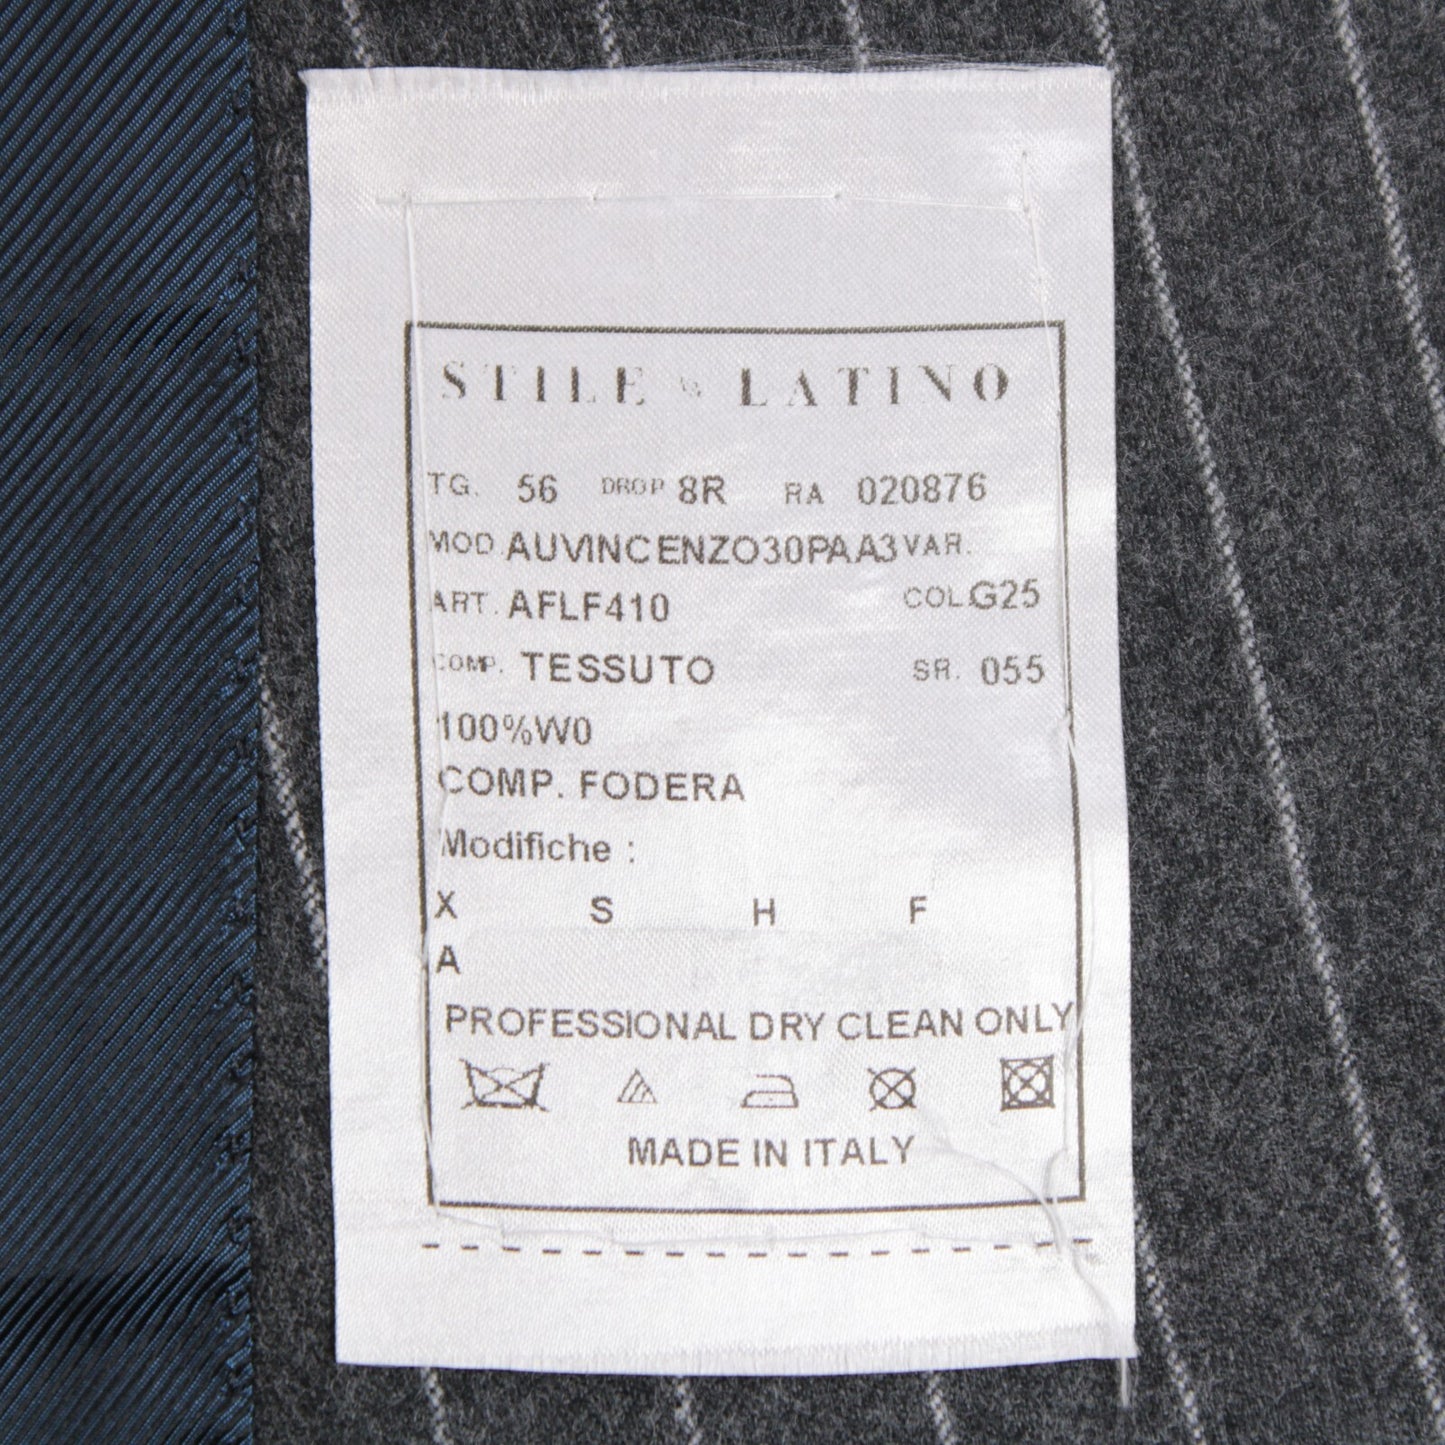 STILE LATINO
TG. 56 DROP 8R RA 020876
MOD. AUVINCENZO30PAA3 VAR.
ART. AFLF410 COL. G25
COMP. TESSUTO SR. 055
100%W0
COMP. FODERA
Modifiche :
X S H F
A
PROFESSIONAL DRY CLEAN ONLY
MADE IN ITALY